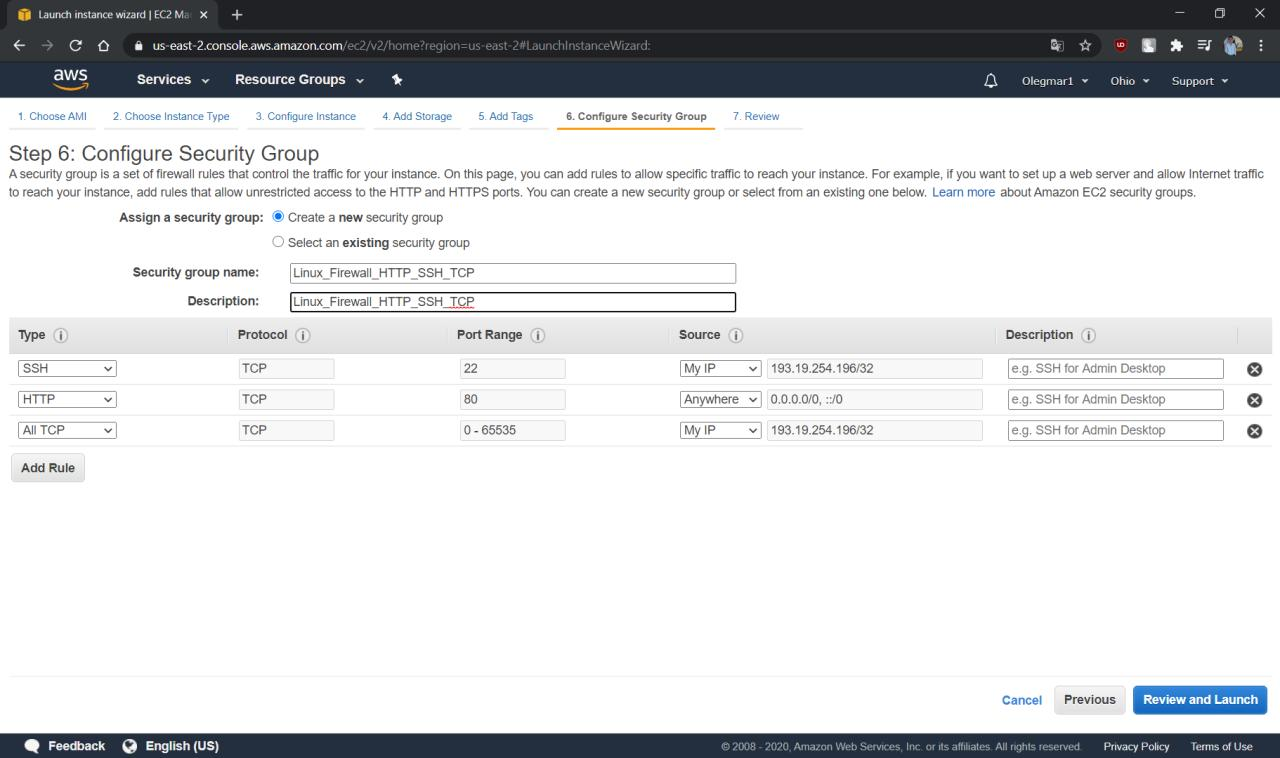 Launch instance wizard | EC2 Ma
us-east-2.console.aws.amazon.com/ec2/v2/home?region=us-east-2#LaunchInstanceWizard:
aws Services Resource Groups Olegmar1 Ohio Support
1. Choose AMI 2. Choose Instance Type 3. Configure Instance 4. Add Storage 5. Add Tags 6. Configure Security Group 7. Review
Step 6: Configure Security Group
A security group is a set of firewall rules that control the traffic for your instance. On this page, you can add rules to allow specific traffic to reach your instance. For example, if you want to set up a web server and allow Internet traffic
to reach your instance, add rules that allow unrestricted access to the HTTP and HTTPS ports. You can create a new security group or select from an existing one below. Learn more about Amazon EC2 security groups.
Assign a security group: Create a new security group
Select an existing security group
Security group name: Linux_Firewall_HTTP_SSH_TCP
Description: Linux_Firewall_HTTP_SSH_TCP
Type Protocol Port Range Source Description
SSH TCP 22 My IP 193.19.254.196/32 e.g. SSH for Admin Desktop
HTTP TCP 80 Anywhere 0.0.0.0/0, ::/0 e.g. SSH for Admin Desktop
All TCP TCP 0 - 65535 My IP 193.19.254.196/32 e.g. SSH for Admin Desktop
Add Rule
Cancel Previous Review and Launch
Feedback English (US) © 2008 - 2020, Amazon Web Services, Inc. or its affiliates. All rights reserved. Privacy Policy Terms of Use